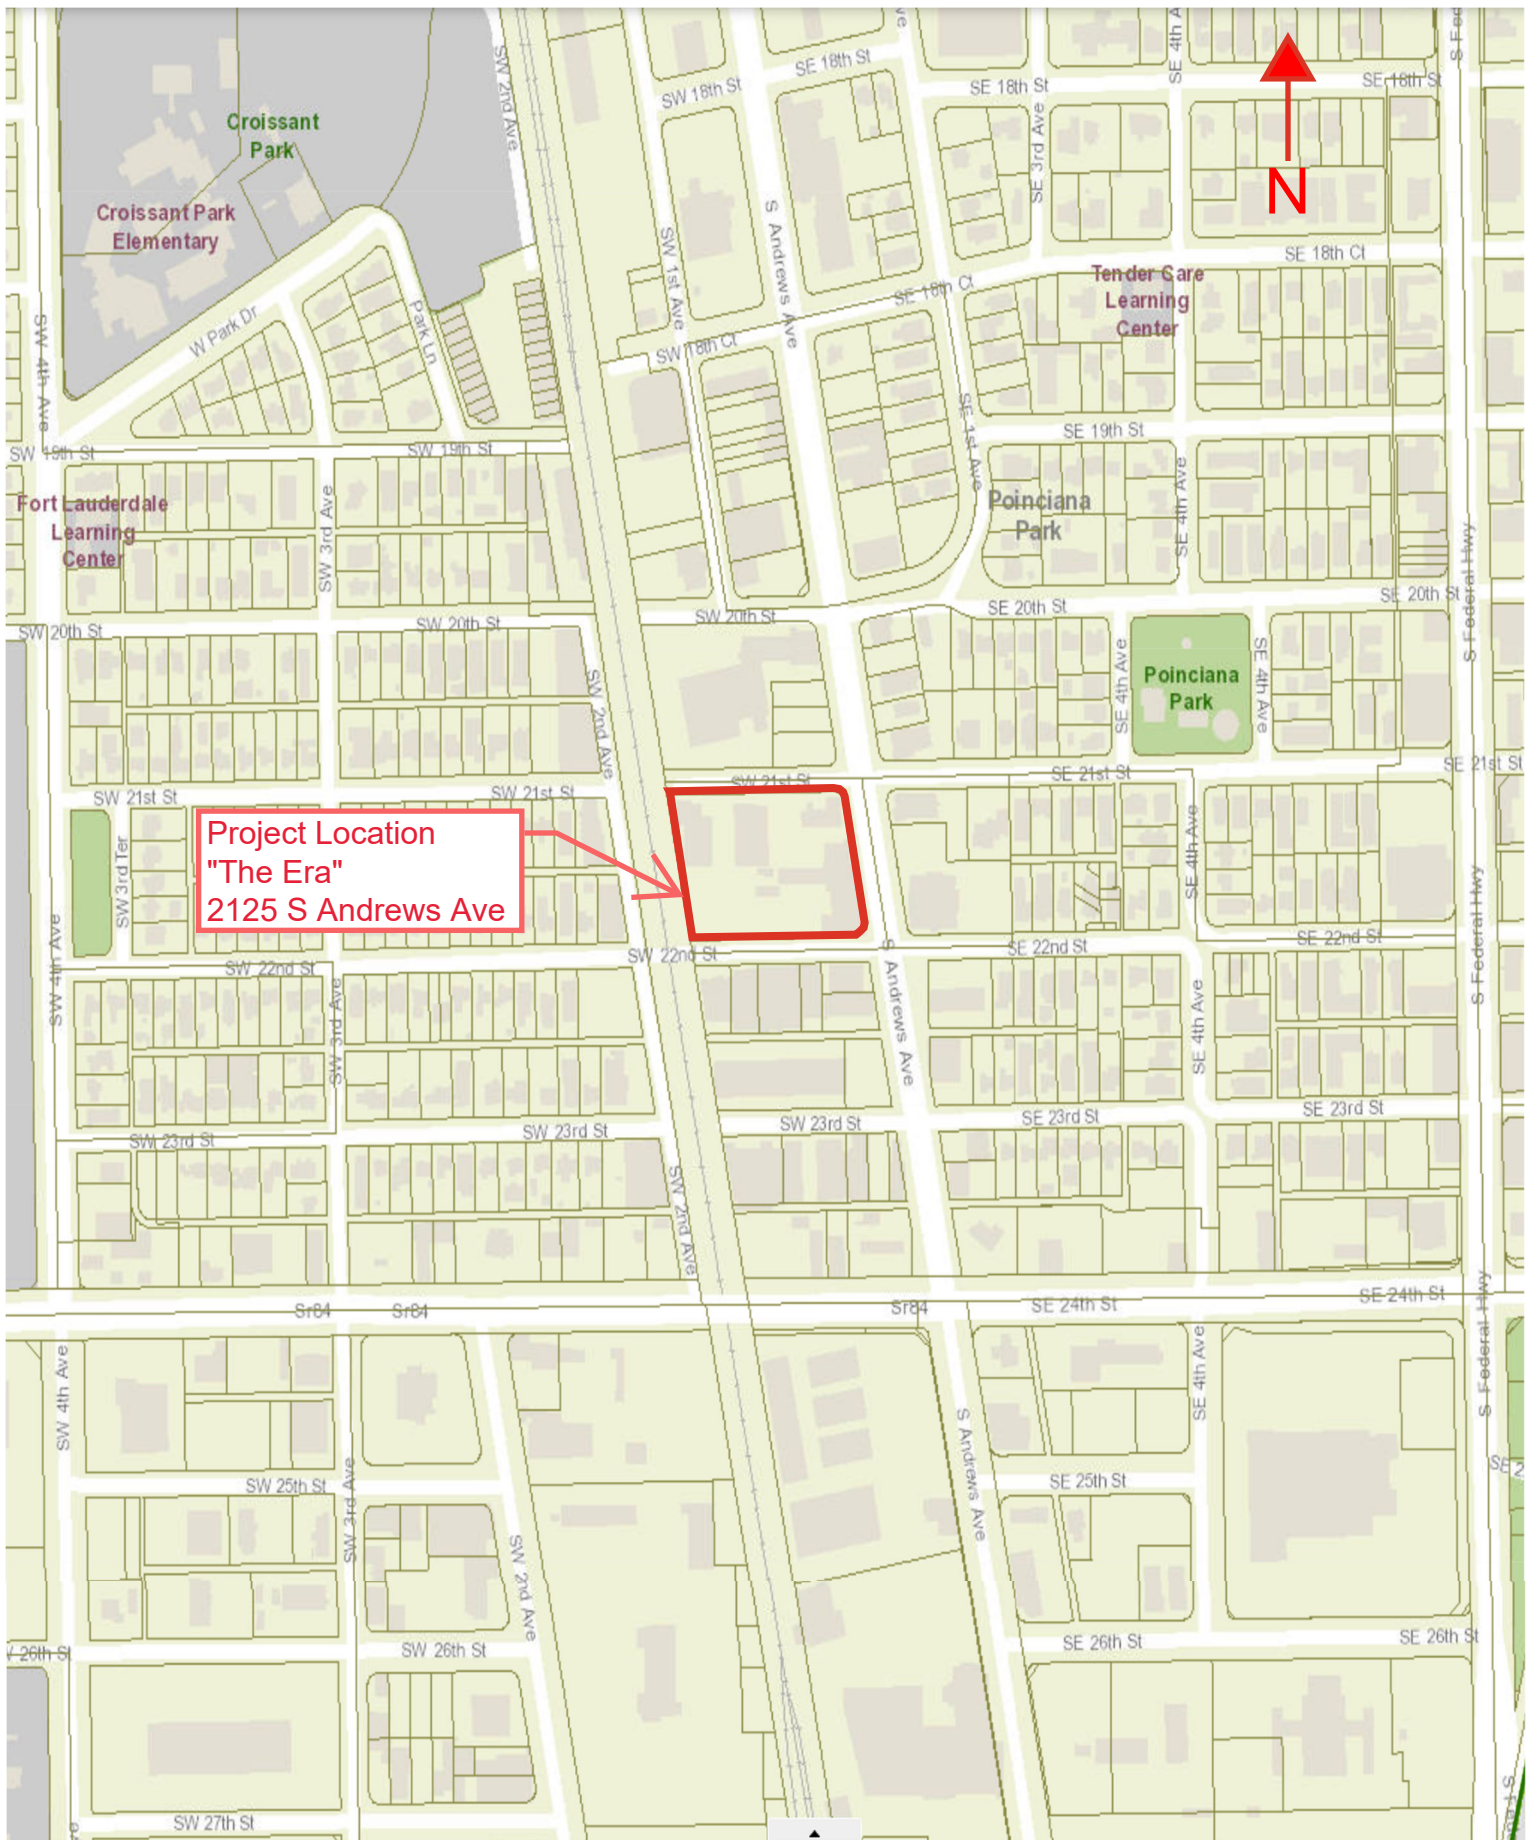 SW 2nd Ave
S Fed
SE 4th A
SE 18th St
SW 18th St
SE 18th St
SE 18th St
N
Croissant
Park
SE 3rd Ave
Croissant Park
Elementary
S Andrews Ave
SW 1st Ave
SE 18th Ct
SE 18th Ct
Tender Care
Learning
Center
W Park Dr
Park Ln
SW 18th Ct
SW 4th Ave
SE 1st Ave
SE 19th St
SW 19th St
SW 19th St
Fort Lauderdale
Learning
Center
SW 3rd Ave
Poinciana
Park
SE 4th Ave
S Federal Hwy
SE 20th St
SE 20th St
SW 20th St
SW 20th St
SW 20th St
SW 2nd Ave
SE 4th Ave
Poinciana
Park
SE 4th Ave
SE 21st St
SE 21st St
SW 21st St
SW 21st St
SW 21st St
Project Location
"The Era"
2125 S Andrews Ave
SW 3rd Ter
SE 4th Ave
S Federal Hwy
SW 4th Ave
SE 22nd St
SE 22nd St
SW 22nd St
SW 22nd St
S Andrews Ave
SW 3rd Ave
SE 4th Ave
SE 23rd St
SE 23rd St
SW 23rd St
SW 23rd St
SW 23rd St
SW 2nd Ave
SE 24th St
SE 24th St
Sr84
Sr84
Sr84
S Federal Hwy
SW 4th Ave
SE 4th Ave
S Andrews Ave
SW 25th St
SE 25th St
SE 2
SW 3rd Ave
SW 2nd Ave
26th St
SW 26th St
SE 26th St
SE 26th St
SW 27th St